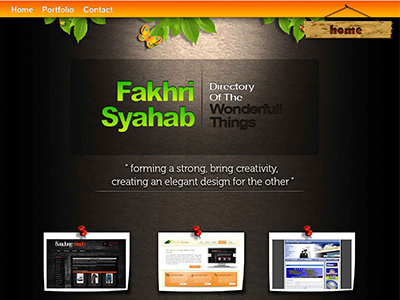 Home Portfolio Contact
home
Fakhri
Syahab
Directory
Of The
Wonderfull
Things
" forming a strong, bring creativity,
creating an elegant design for the other "